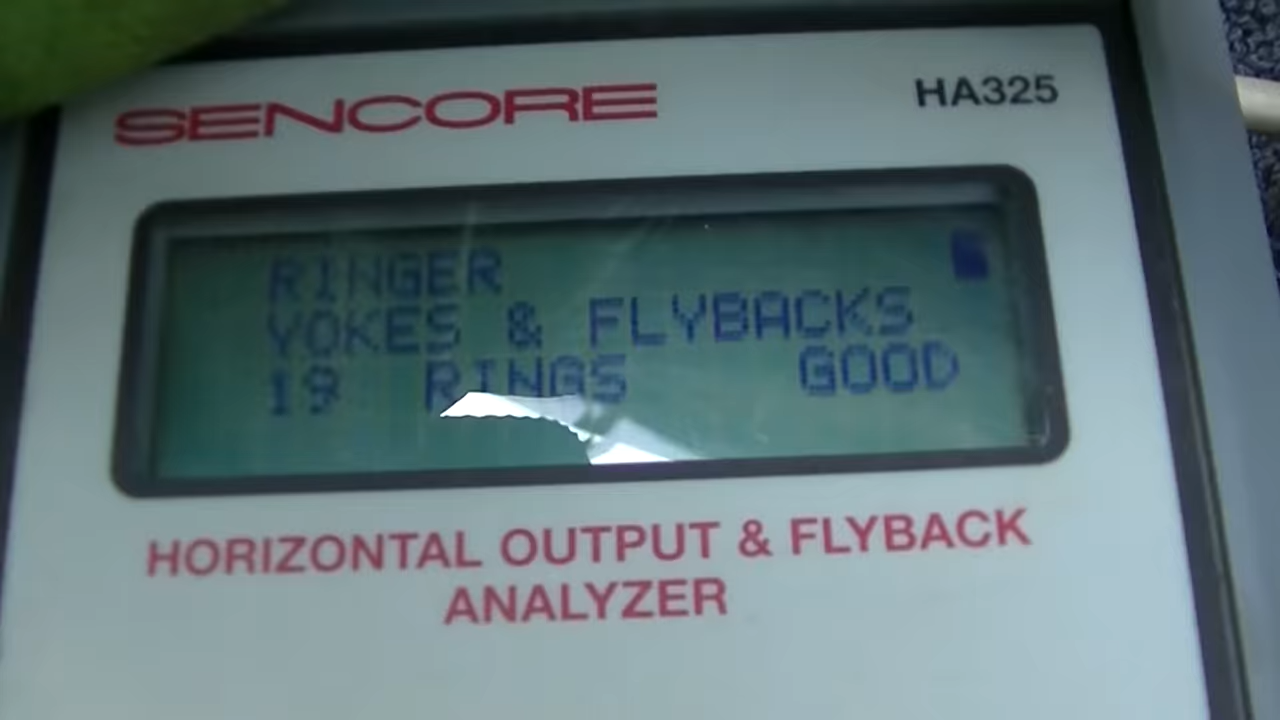 SENCORE HA325
RINGER
YOKES & FLYBACKS
19 RINGS GOOD
HORIZONTAL OUTPUT & FLYBACK
ANALYZER